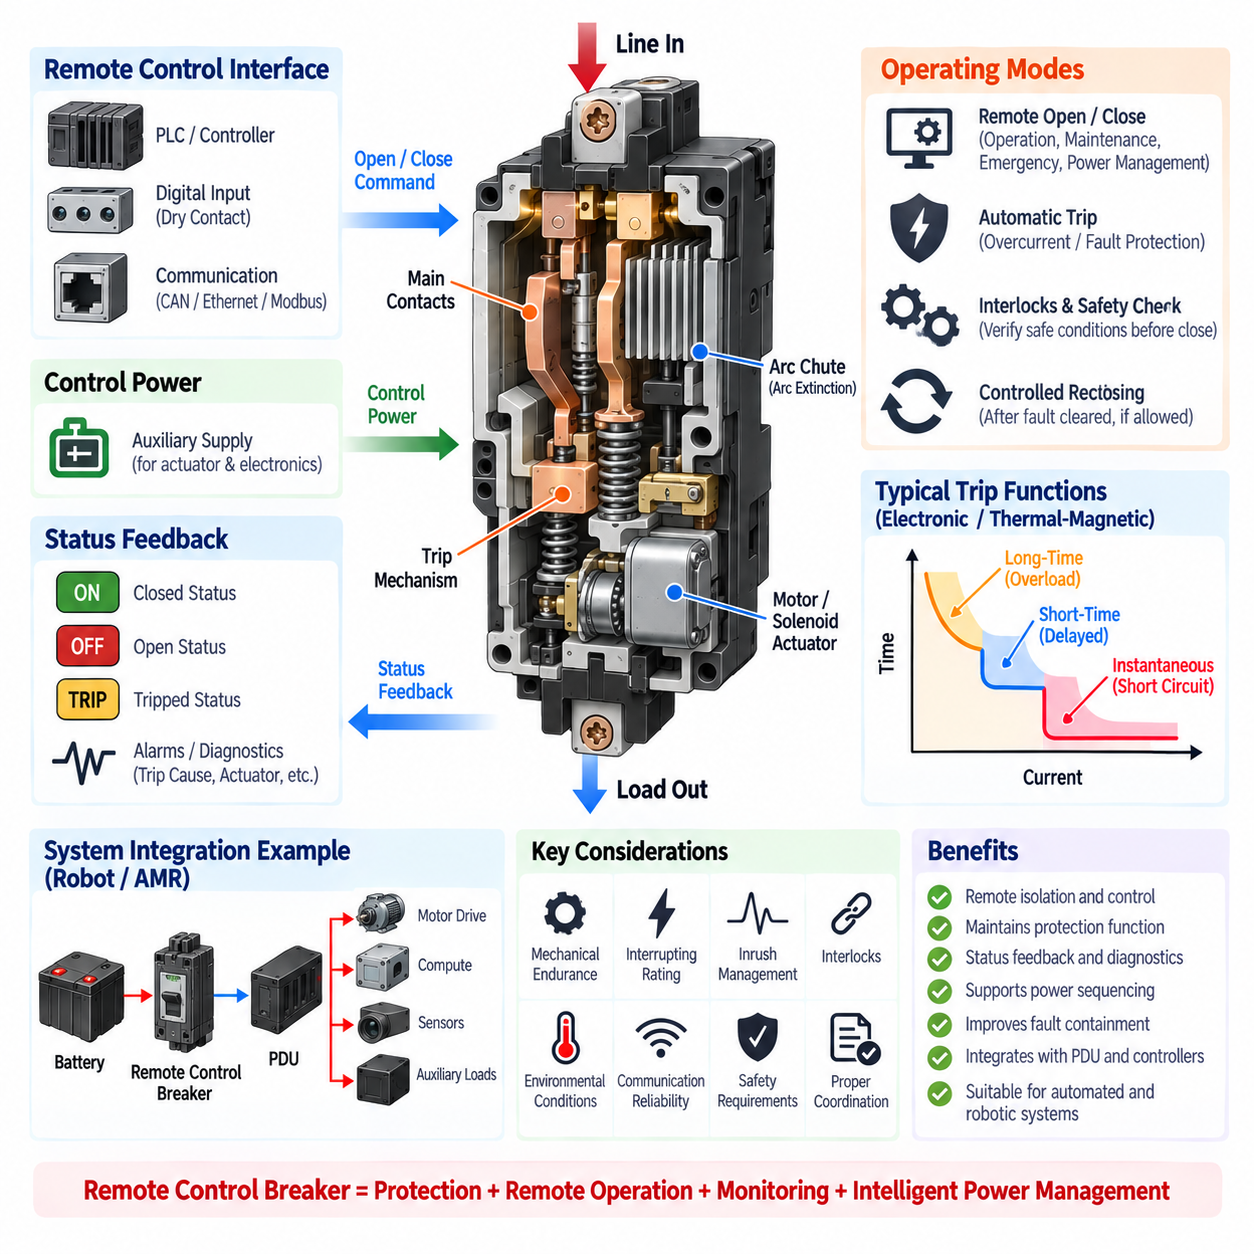 Line In
Remote Control Interface
PLC / Controller
Digital Input
(Dry Contact)
Communication
(CAN / Ethernet / Modbus)
Control Power
Auxiliary Supply
(for actuator & electronics)
Status Feedback
ON
Closed Status
OFF
Open Status
TRIP
Tripped Status
Alarms / Diagnostics
(Trip Cause, Actuator, etc.)
Open / Close
Command
Main
Contacts
Control
Power
Trip
Mechanism
Status
Feedback
Arc Chute
(Arc Extinction)
Motor /
Solenoid
Actuator
Load Out
Operating Modes
Remote Open / Close
(Operation, Maintenance,
Emergency, Power Management)
Automatic Trip
(Overcurrent / Fault Protection)
Interlocks & Safety Check
(Verify safe conditions before close)
Controlled Rectosing
(After fault cleared, if allowed)
Typical Trip Functions
(Electronic / Thermal-Magnetic)
Long-Time
(Overload)
Short-Time
(Delayed)
Instantaneous
(Short Circuit)
Time
Current
System Integration Example
(Robot / AMR)
Battery
Remote Control
Breaker
PDU
Motor Drive
Compute
Sensors
Auxiliary Loads
Key Considerations
Mechanical
Endurance
Interrupting
Rating
Inrush
Management
Interlocks
Environmental
Conditions
Communication
Reliability
Safety
Requirements
Proper
Coordination
Benefits
Remote isolation and control
Maintains protection function
Status feedback and diagnostics
Supports power sequencing
Improves fault containment
Integrates with PDU and controllers
Suitable for automated and
robotic systems
Remote Control Breaker = Protection + Remote Operation + Monitoring + Intelligent Power Management